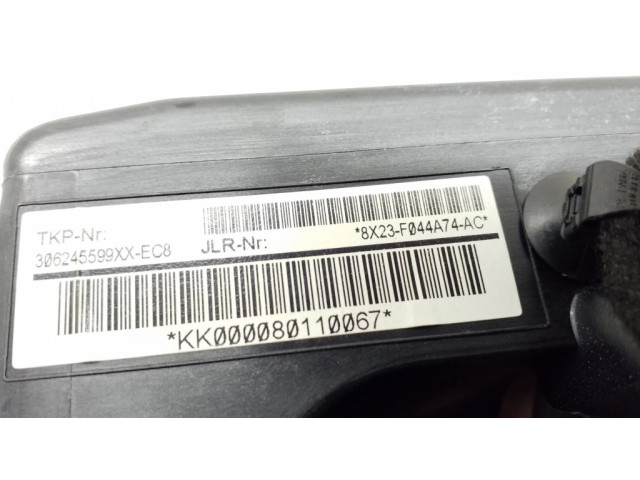 TKP-Nr:
306245599XX-EC8
JLR-Nr:
*8X23-F044A74-AC*
*KK000080110067*